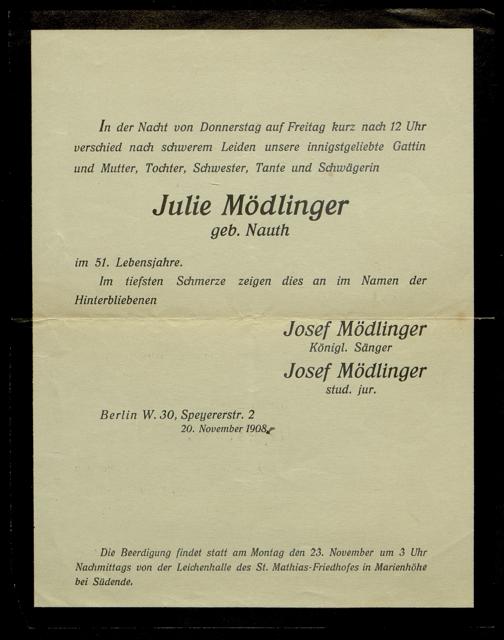 In der Nacht von Donnerstag auf Freitag kurz nach 12 Uhr
verschied nach schwerem Leiden unsere innigstgeliebte Gattin
und Mutter, Tochter, Schwester, Tante und Schwägerin
Julie Mödlinger
geb. Nauth
im 51. Lebensjahre.
Im tiefsten Schmerze zeigen dies an im Namen der
Hinterbliebenen
Josef Mödlinger
Königl. Sänger
Josef Mödlinger
stud. jur.
Berlin W. 30, Speyererstr. 2
20. November 1908.
Die Beerdigung findet statt am Montag den 23. November um 3 Uhr
Nachmittags von der Leichenhalle des St. Mathias-Friedhofes in Marienhöhe
bei Südende.